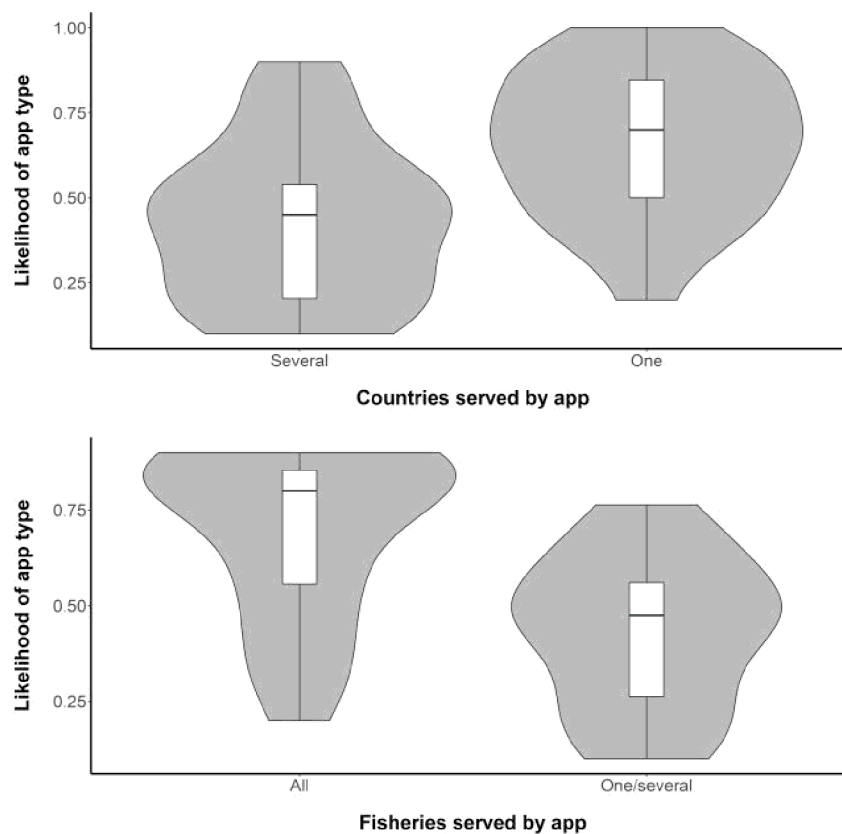 Likelihood of app type
1.00
0.75
0.50
0.25
Several One
Countries served by app
Likelihood of app type
0.75
0.50
0.25
All One/several
Fisheries served by app